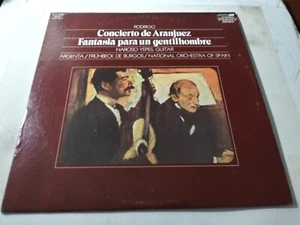 RODRIGO
Concierto de Aranjuez
Fantasia para un gentilhombre
NARCISO YEPES, GUITAR
ARGENTA/FRÜHBECK DE BURGOS/NATIONAL ORCHESTRA OF SPAIN